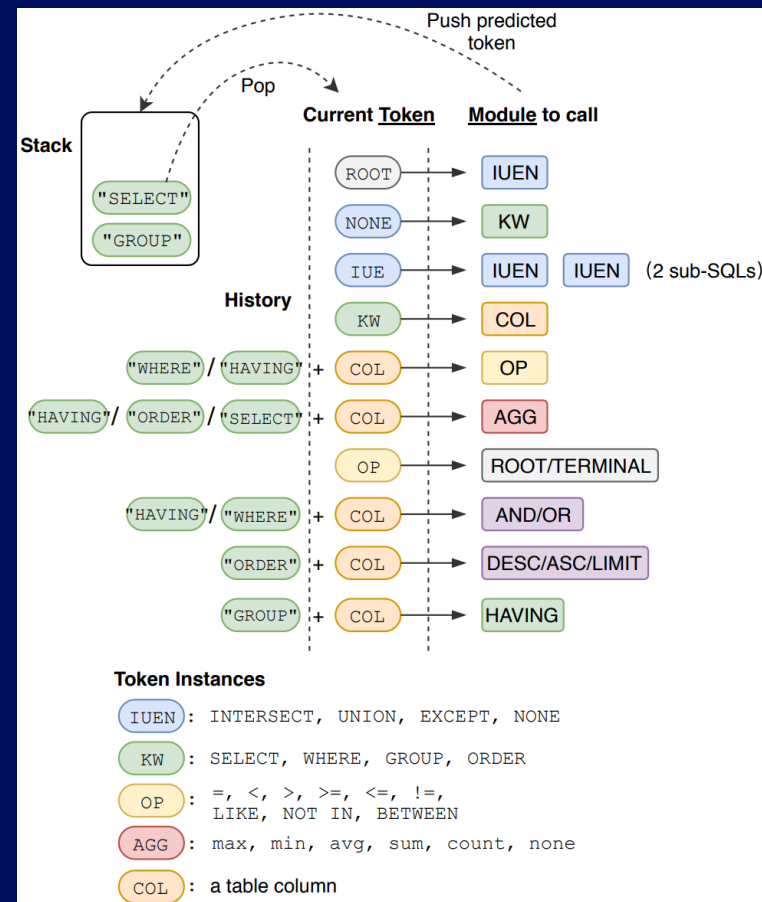 Push predicted
token
Pop
Current Token Module to call
Stack
ROOT IUEN
"SELECT"
NONE KW
"GROUP"
IUE IUEN IUEN (2 sub-SQLs)
History
KW COL
"WHERE" / "HAVING" + COL OP
"HAVING" / "ORDER" / "SELECT" + COL AGG
OP ROOT/TERMINAL
"HAVING" / "WHERE" + COL AND/OR
"ORDER" + COL DESC/ASC/LIMIT
"GROUP" + COL HAVING
Token Instances
IUEN : INTERSECT, UNION, EXCEPT, NONE
KW : SELECT, WHERE, GROUP, ORDER
OP : =, <, >, >=, <=, !=,
LIKE, NOT IN, BETWEEN
AGG : max, min, avg, sum, count, none
COL : a table column